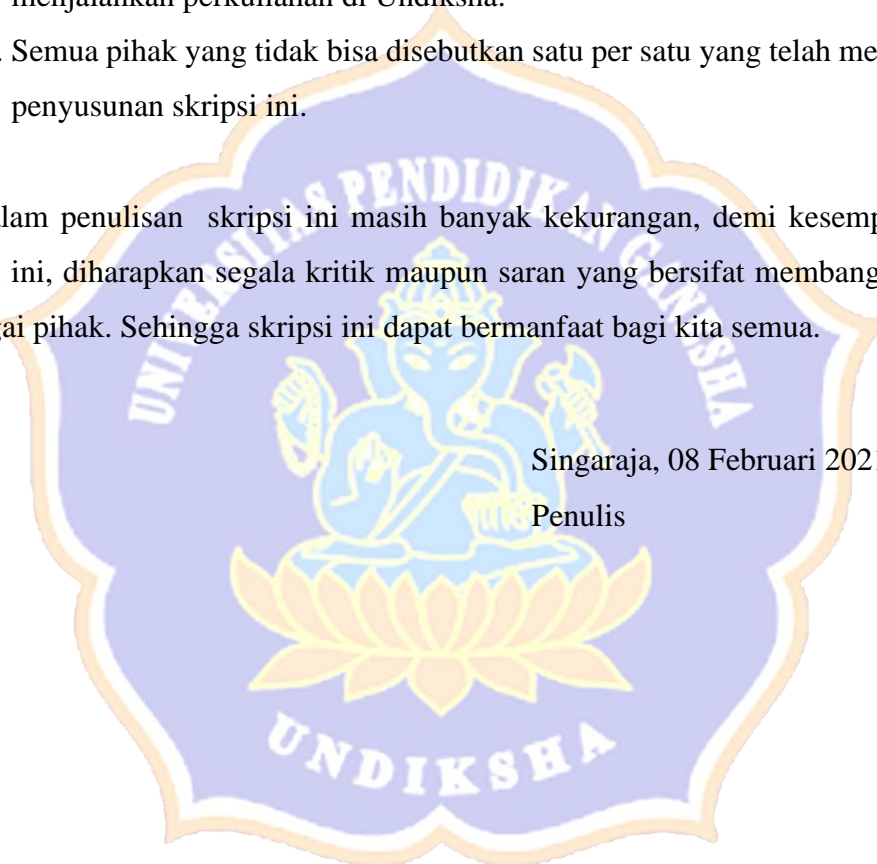 menjalankan perkuliahan di Undiksha.
. Semua pihak yang tidak bisa disebutkan satu per satu yang telah me
penyusunan skripsi ini.
lam penulisan skripsi ini masih banyak kekurangan, demi kesemp
ini, diharapkan segala kritik maupun saran yang bersifat membang
gai pihak. Sehingga skripsi ini dapat bermanfaat bagi kita semua.
UNIVERSITAS PENDIDIKAN GANESHA
Singaraja, 08 Februari 2021
Penulis
UNDIKSHA